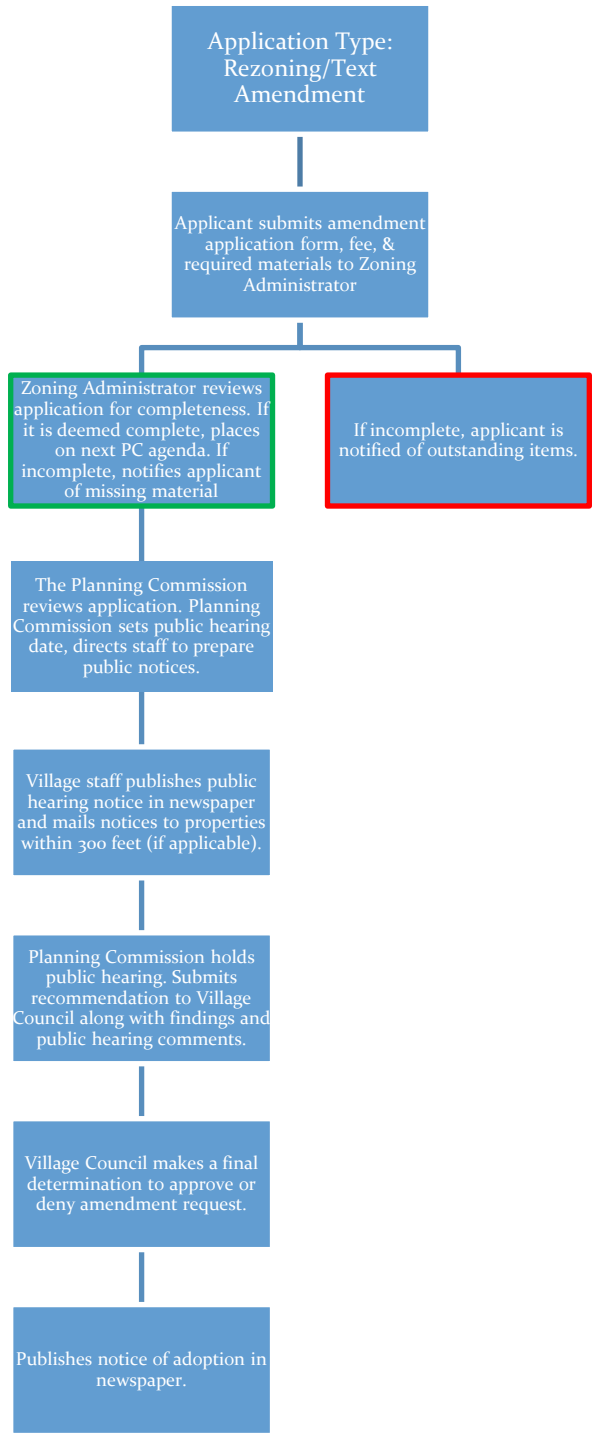 Application Type:
Rezoning/Text
Amendment
Applicant submits amendment
application form, fee, &
required materials to Zoning
Administrator
Zoning Administrator reviews
application for completeness. If
it is deemed complete, places
on next PC agenda. If
incomplete, notifies applicant
of missing material
If incomplete, applicant is
notified of outstanding items.
The Planning Commission
reviews application. Planning
Commission sets public hearing
date, directs staff to prepare
public notices.
Village staff publishes public
hearing notice in newspaper
and mails notices to properties
within 300 feet (if applicable).
Planning Commission holds
public hearing. Submits
recommendation to Village
Council along with findings and
public hearing comments.
Village Council makes a final
determination to approve or
deny amendment request.
Publishes notice of adoption in
newspaper.